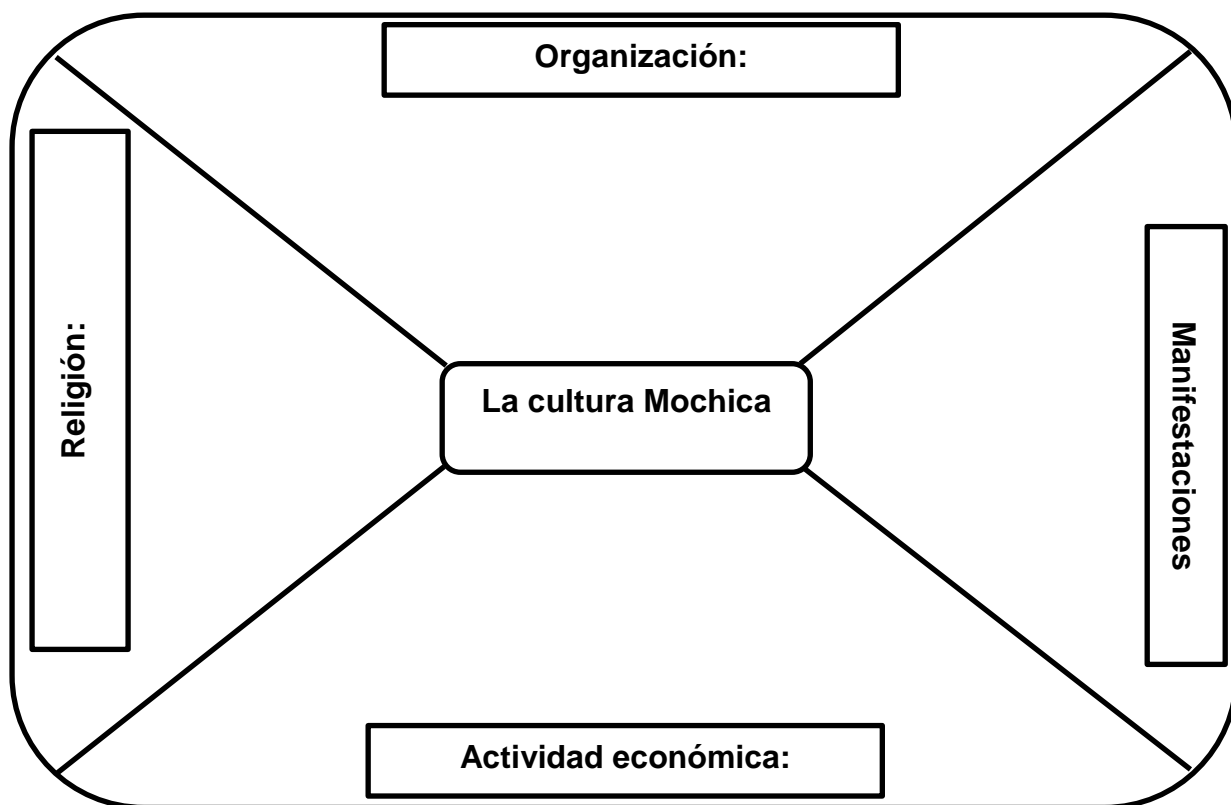 Organización:
Religión:
La cultura Mochica
Manifestaciones
Actividad económica: